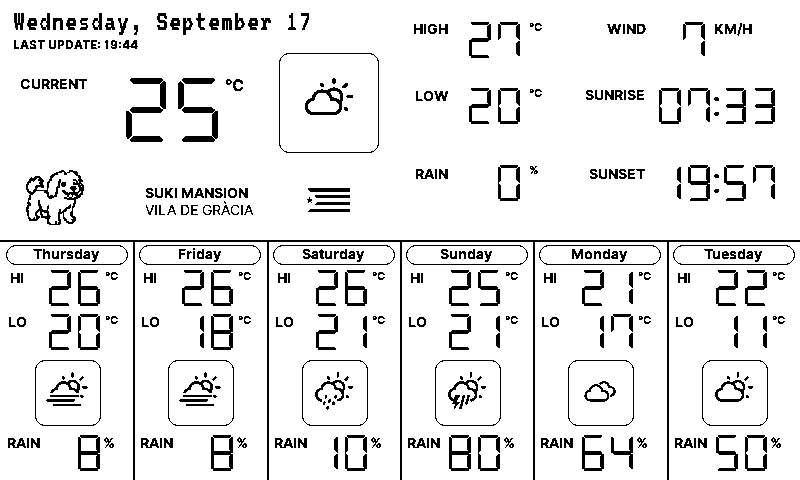 Wednesday, September 17
LAST UPDATE: 19:44
CURRENT 25 °C
HIGH 27 °C
WIND 7 KM/H
LOW 20 °C
SUNRISE 07:33
RAIN 0 %
SUNSET 19:57
SUKI MANSION
VILA DE GRÀCIA
Thursday
HI 26 °C
LO 20 °C
RAIN 8 %
Friday
HI 26 °C
LO 18 °C
RAIN 8 %
Saturday
HI 26 °C
LO 21 °C
RAIN 10 %
Sunday
HI 25 °C
LO 21 °C
RAIN 80 %
Monday
HI 21 °C
LO 17 °C
RAIN 64 %
Tuesday
HI 22 °C
LO 11 °C
RAIN 50 %